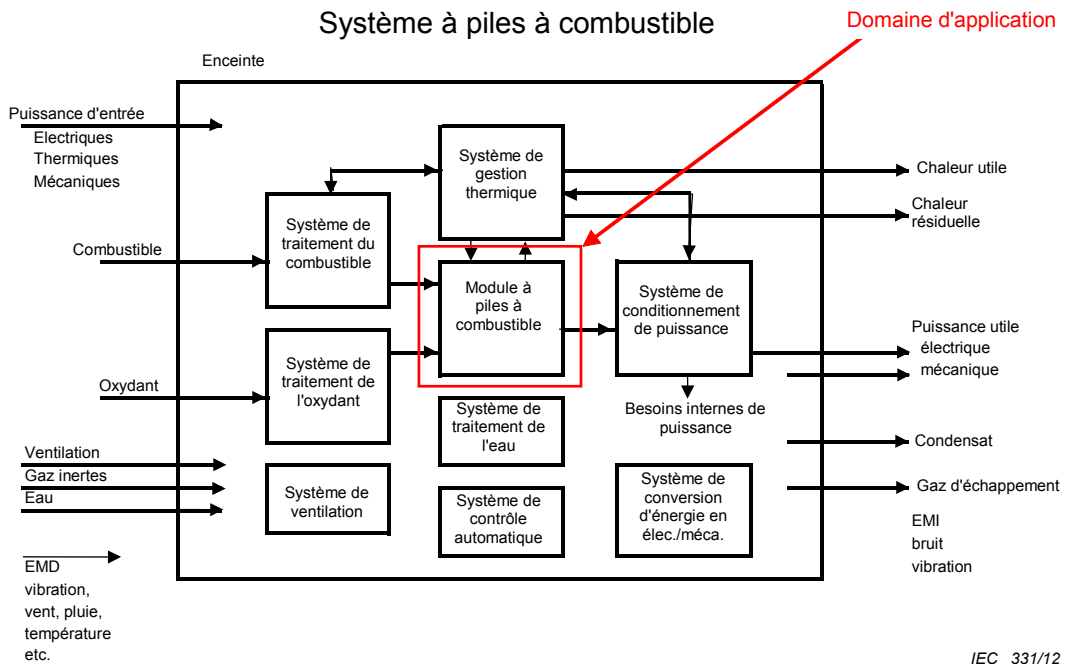 Système à piles à combustible
Domaine d'application
Enceinte
Puissance d'entrée
Electriques
Thermiques
Mécaniques
Combustible
Oxydant
Ventilation
Gaz inertes
Eau
EMD
vibration,
vent, pluie,
température
etc.
Système de
gestion
thermique
Système de
traitement du
combustible
Module à
piles à
combustible
Système de
conditionnement
de puissance
Système de
traitement de
l'oxydant
Système de
traitement de
l'eau
Besoins internes de
puissance
Système de
ventilation
Système de
contrôle
automatique
Système de
conversion
d'énergie en
élec./méca.
Chaleur utile
Chaleur
résiduelle
Puissance utile
électrique
mécanique
Condensat
Gaz d'échappement
EMI
bruit
vibration
IEC 331/12